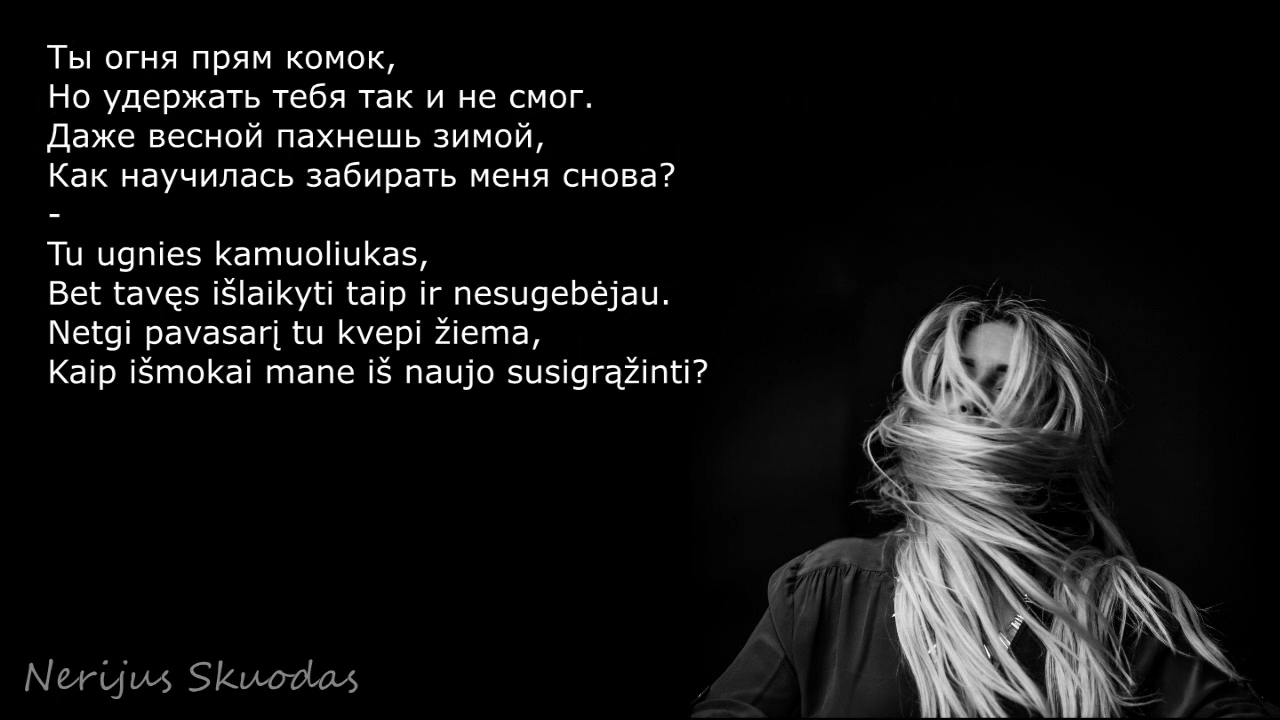 Ты огня прям комок,
Но удержать тебя так и не смог.
Даже весной пахнешь зимой,
Как научилась забирать меня снова?
-
Tu ugnies kamuoliukas,
Bet tavęs išlaikyti taip ir nesugebėjau.
Netgi pavasarį tu kvepi žiema,
Kaip išmokai mane iš naujo susigrąžinti?
Nerijus Skuodas